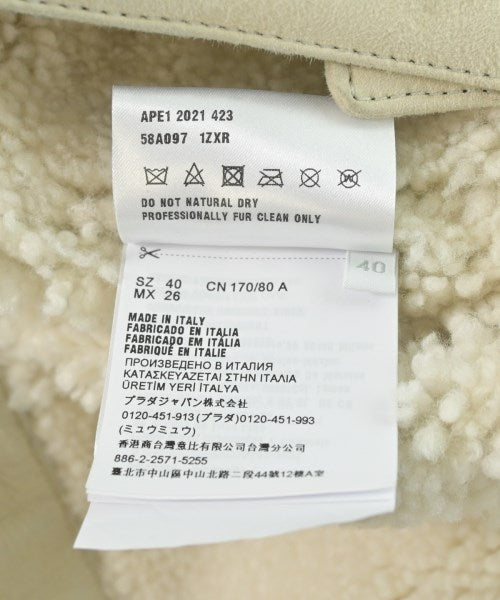 APE1 2021 423
58A097 1ZXR
DO NOT NATURAL DRY
PROFESSIONALLY FUR CLEAN ONLY
40
SZ 40 CN 170/80 A
MX 26
MADE IN ITALY
FABRICADO EN ITALIA
FABRICADO EM ITALIA
FABRIQUÉ EN ITALIE
ПРОИЗВЕДЕНО В ИТАЛИЯ
ΚΑΤΑΣΚΕΥΑΖΕΤΑΙ ΣΤΗΝ ΙΤΑΛΙΑ
ÜRETİM YERİ İTALYA
プラダジャパン株式会社
0120-451-913(プラダ)0120-451-993
(ミュウミュウ)
香港商台灣意比有限公司台灣分公司
886-2-2571-5255
臺北市中山區中山北路二段44號12樓A室